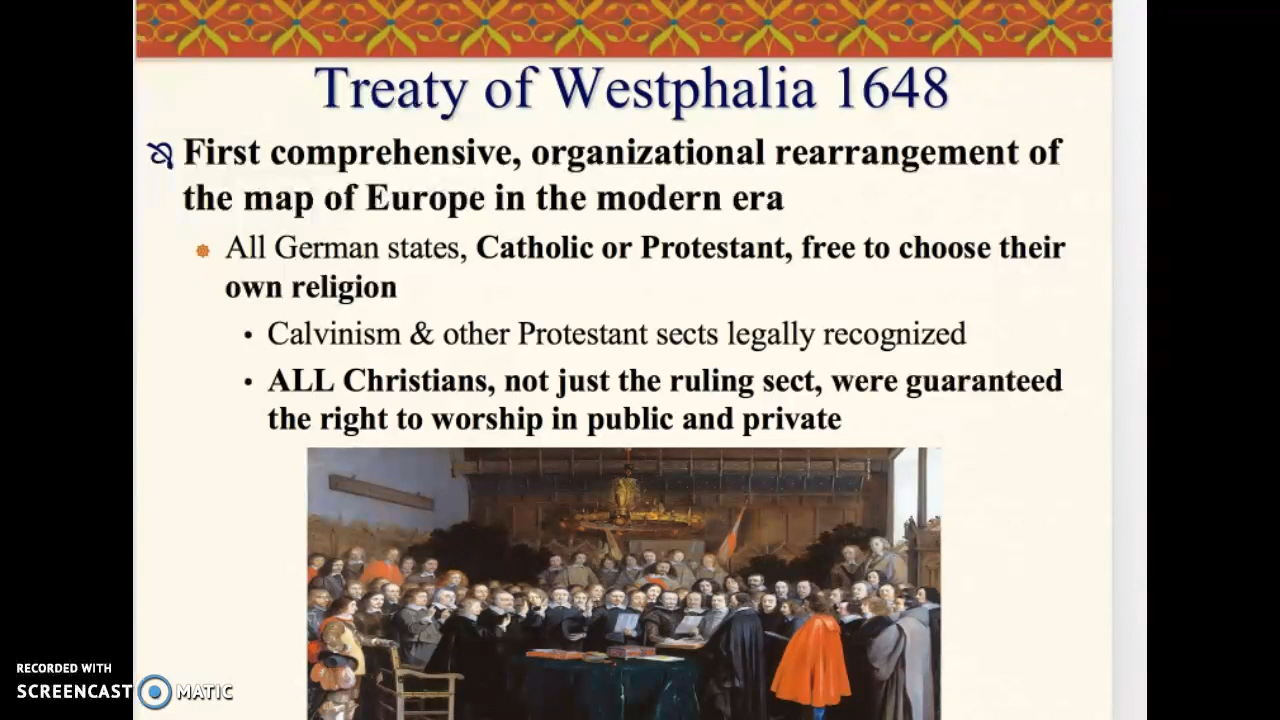 Treaty of Westphalia 1648
First comprehensive, organizational rearrangement of
the map of Europe in the modern era
All German states, Catholic or Protestant, free to choose their
own religion
• Calvinism & other Protestant sects legally recognized
• ALL Christians, not just the ruling sect, were guaranteed
the right to worship in public and private
RECORDED WITH
SCREENCAST MATIC